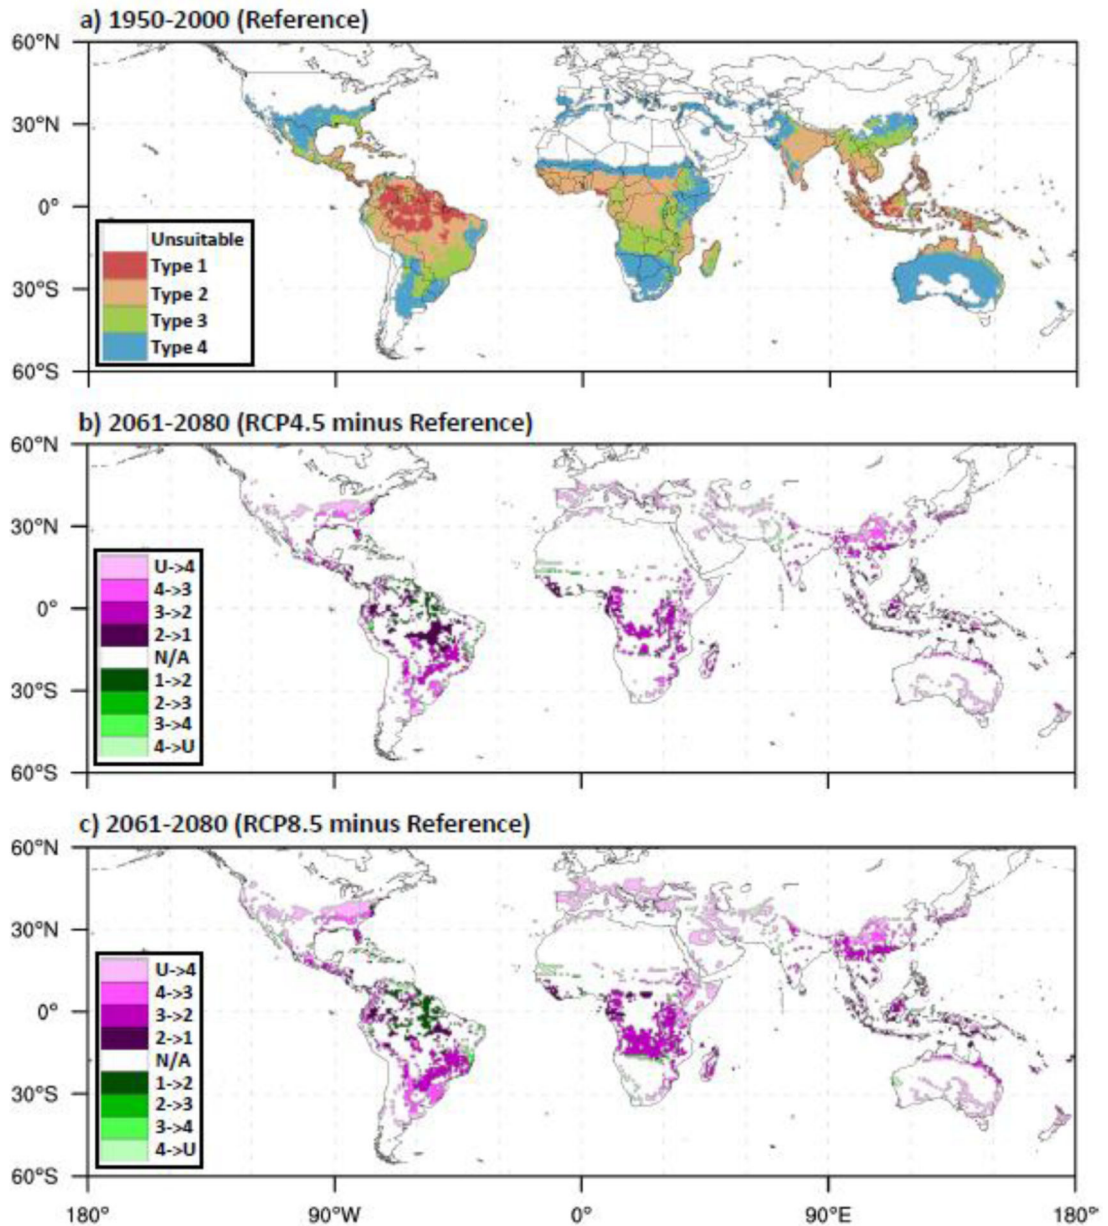 a) 1950-2000 (Reference)
60°N
30°N
0°
30°S
60°S
Unsuitable
Type 1
Type 2
Type 3
Type 4
b) 2061-2080 (RCP4.5 minus Reference)
60°N
30°N
0°
30°S
60°S
U->4
4->3
3->2
2->1
N/A
1->2
2->3
3->4
4->U
c) 2061-2080 (RCP8.5 minus Reference)
60°N
30°N
0°
30°S
60°S
U->4
4->3
3->2
2->1
N/A
1->2
2->3
3->4
4->U
180° 90°W 0° 90°E 180°